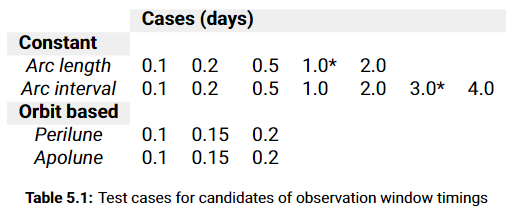 Cases (days)
Constant
Arc length 0.1 0.2 0.5 1.0* 2.0
Arc interval 0.1 0.2 0.5 1.0 2.0 3.0* 4.0
Orbit based
Perilune 0.1 0.15 0.2
Apolune 0.1 0.15 0.2
Table 5.1: Test cases for candidates of observation window timings